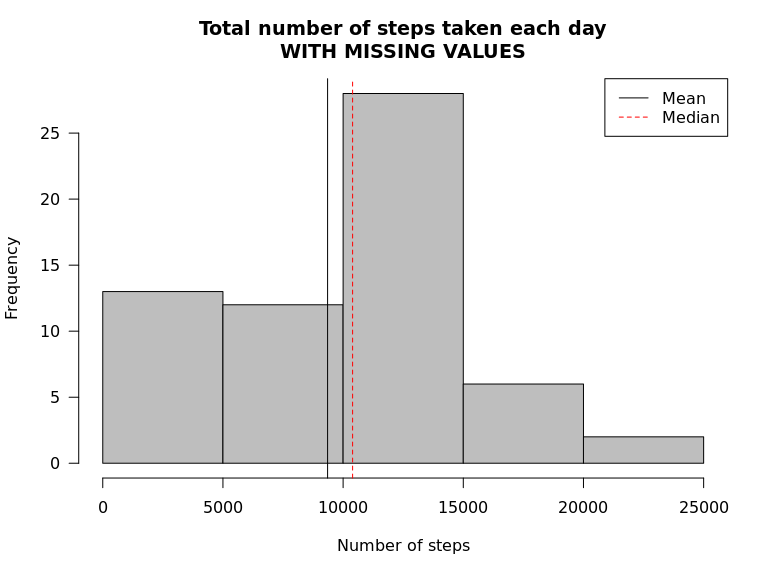 Total number of steps taken each day
WITH MISSING VALUES
Mean
Median
Frequency
25
20
15
10
5
0
0 5000 10000 15000 20000 25000
Number of steps